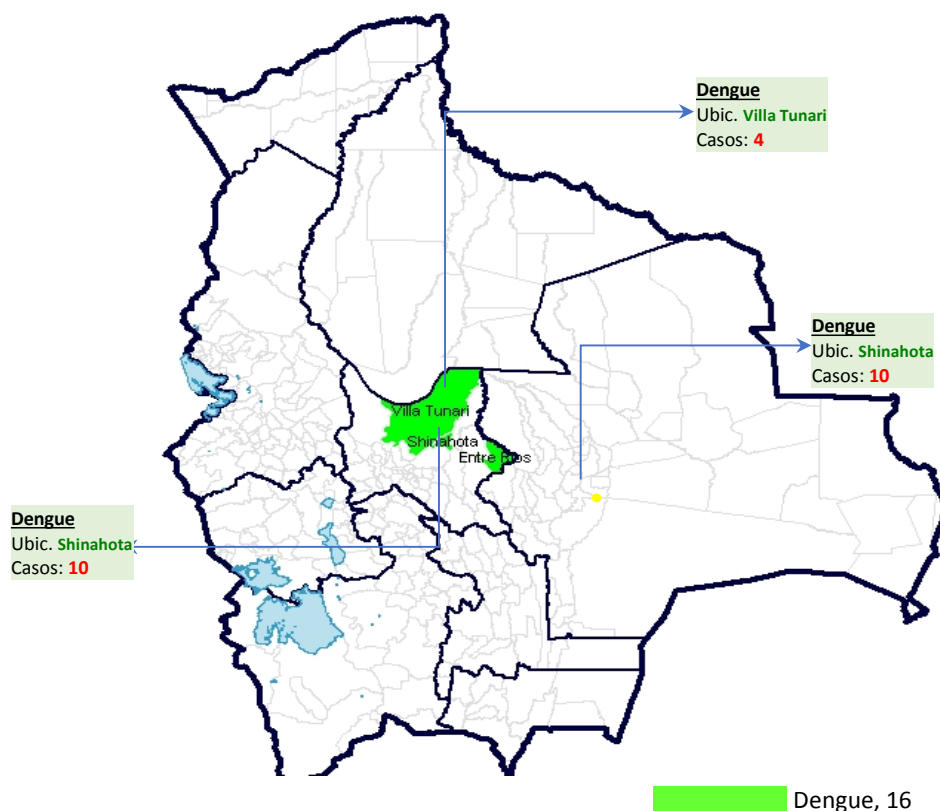 Dengue
Ubic. Villa Tunari
Casos: 4
Dengue
Ubic. Shinahota
Casos: 10
Villa Tunari
Shinahota
Entre Rios
Dengue
Ubic. Shinahota
Casos: 10
Dengue, 16